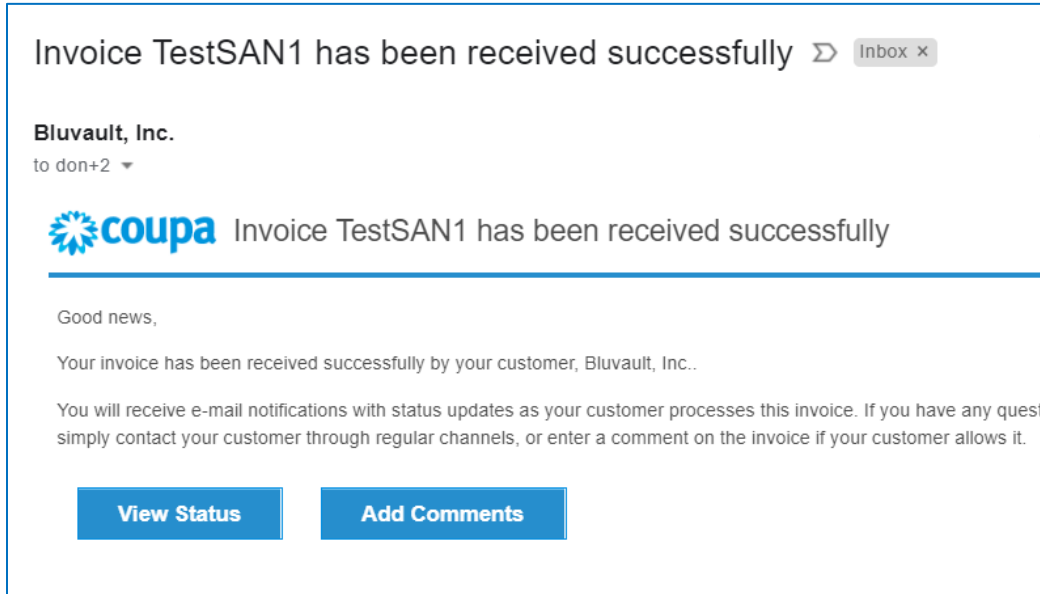 Invoice TestSAN1 has been received successfully Inbox ×
Bluvault, Inc.
to don+2
coupa Invoice TestSAN1 has been received successfully
Good news,
Your invoice has been received successfully by your customer, Bluvault, Inc..
You will receive e-mail notifications with status updates as your customer processes this invoice. If you have any quest
simply contact your customer through regular channels, or enter a comment on the invoice if your customer allows it.
View Status Add Comments